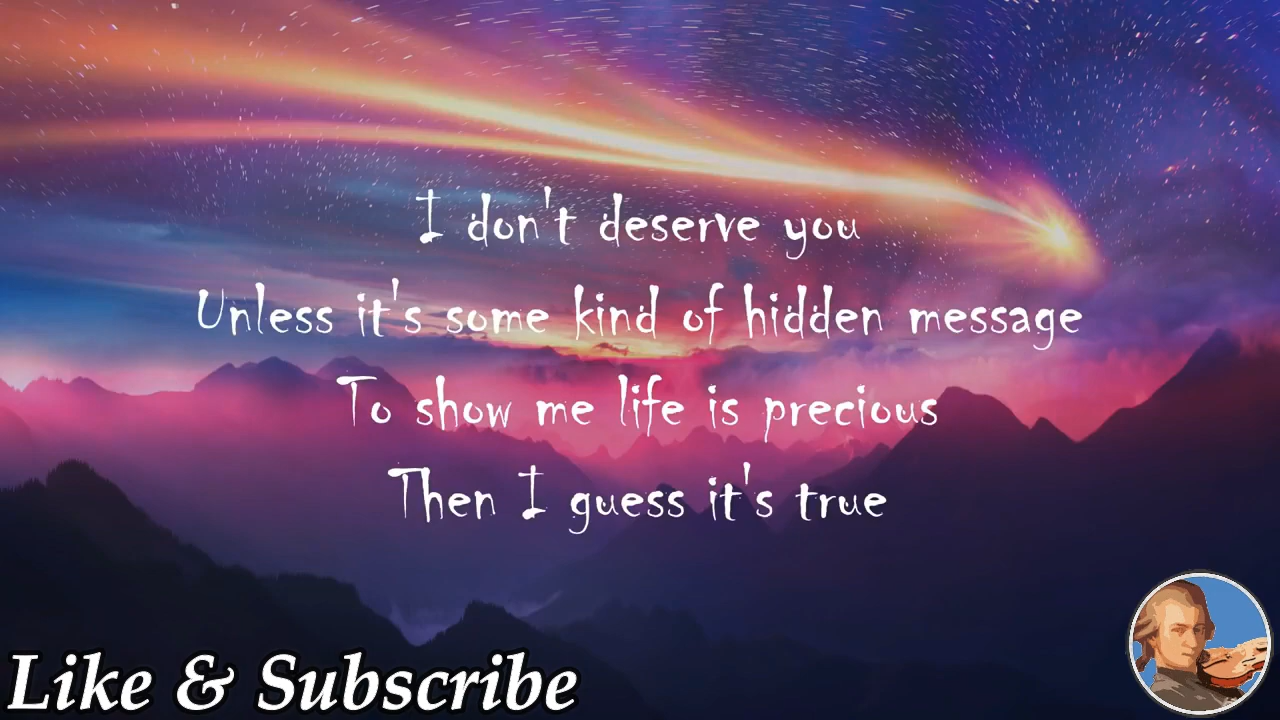 I don't deserve you
Unless it's some kind of hidden message
To show me life is precious
Then I guess it's true
Like & Subscribe